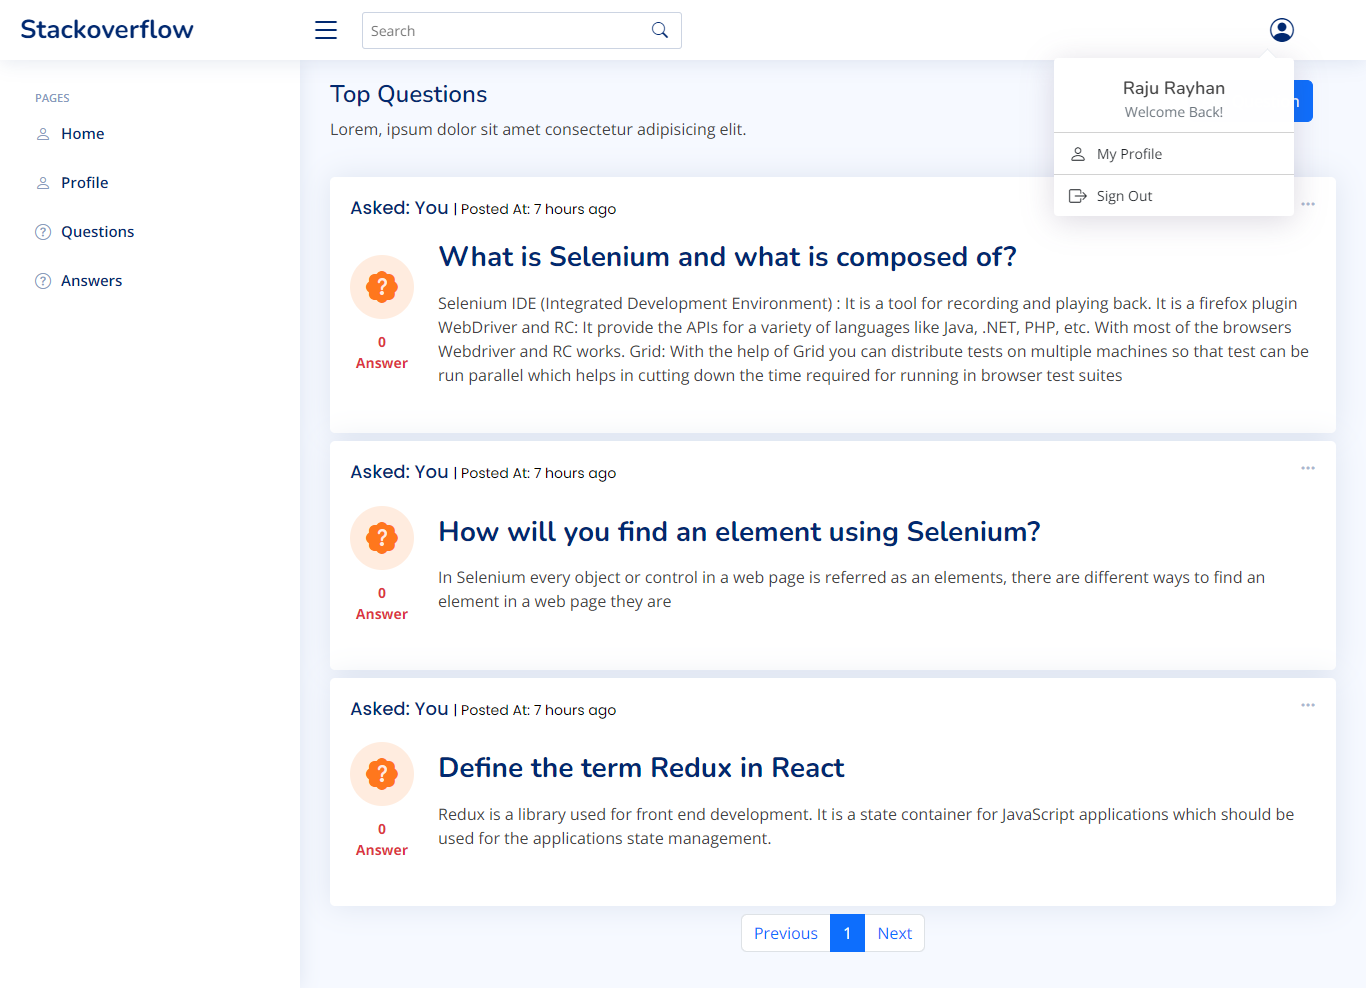 Stackoverflow
Search
Raju Rayhan
Welcome Back!
My Profile
Sign Out
PAGES
Home
Profile
Questions
Answers
Top Questions
Lorem, ipsum dolor sit amet consectetur adipisicing elit.
Asked: You | Posted At: 7 hours ago
What is Selenium and what is composed of?
Selenium IDE (Integrated Development Environment) : It is a tool for recording and playing back. It is a firefox plugin
WebDriver and RC: It provide the APIs for a variety of languages like Java, .NET, PHP, etc. With most of the browsers
Webdriver and RC works. Grid: With the help of Grid you can distribute tests on multiple machines so that test can be
run parallel which helps in cutting down the time required for running in browser test suites
0
Answer
Asked: You | Posted At: 7 hours ago
How will you find an element using Selenium?
In Selenium every object or control in a web page is referred as an elements, there are different ways to find an
element in a web page they are
0
Answer
Asked: You | Posted At: 7 hours ago
Define the term Redux in React
Redux is a library used for front end development. It is a state container for JavaScript applications which should be
used for the applications state management.
0
Answer
Previous 1 Next